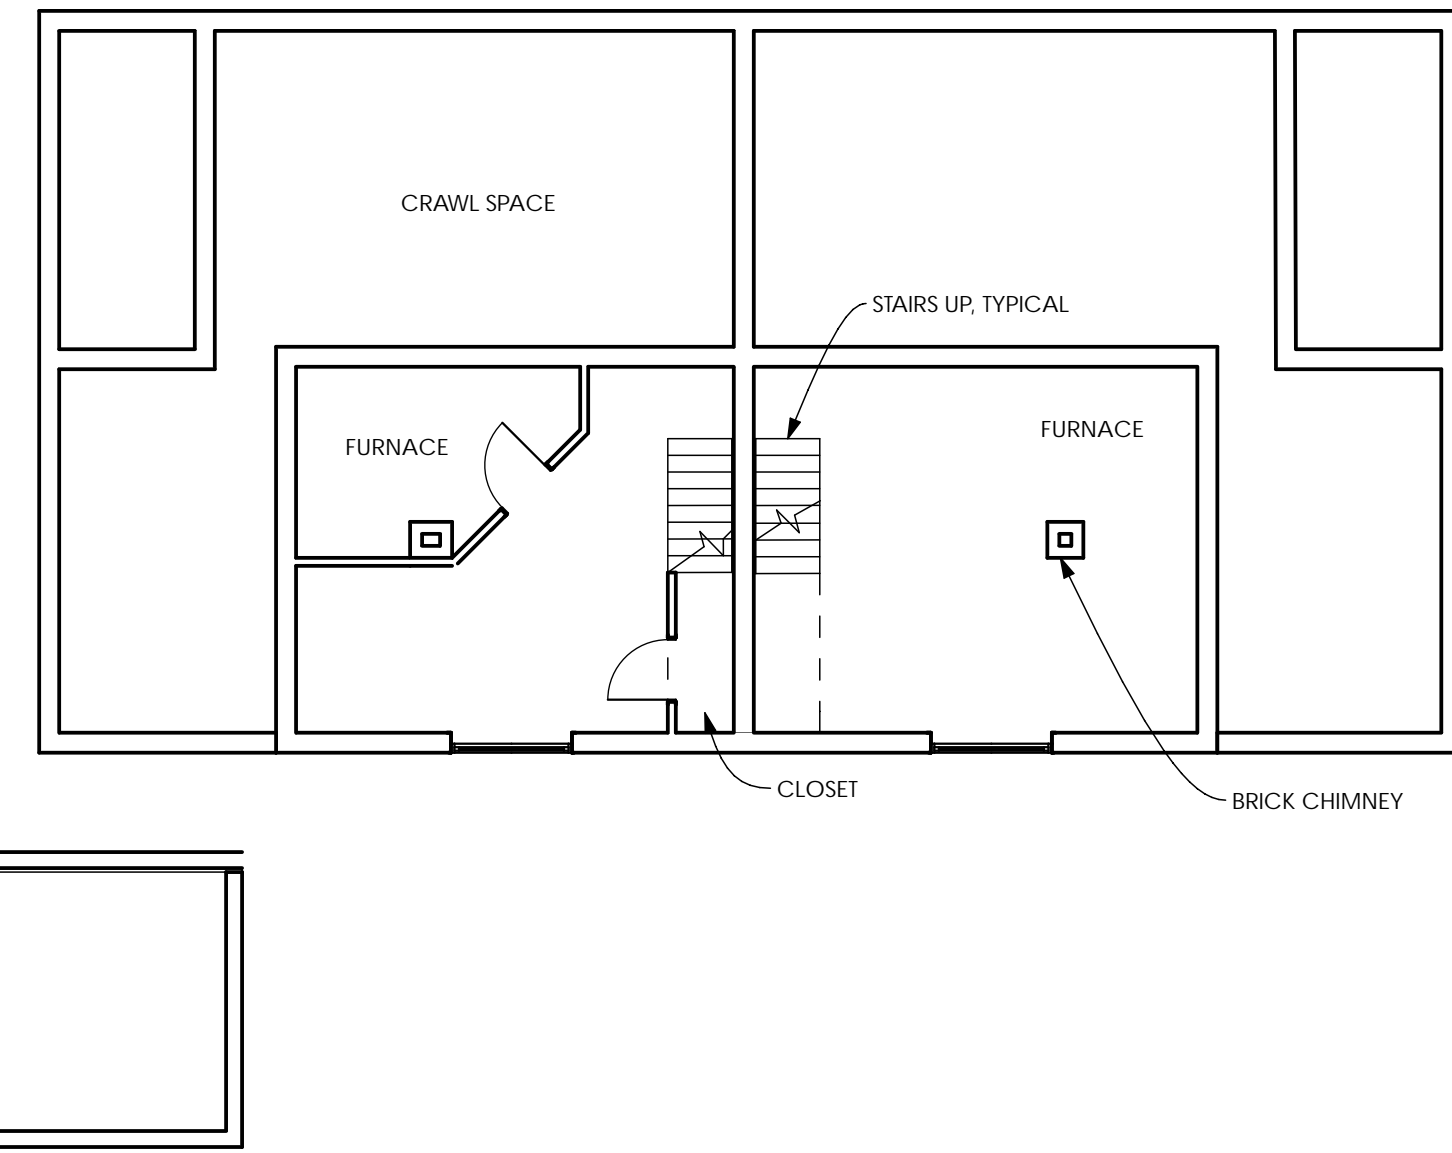 CRAWL SPACE
STAIRS UP, TYPICAL
FURNACE
FURNACE
CLOSET
BRICK CHIMNEY